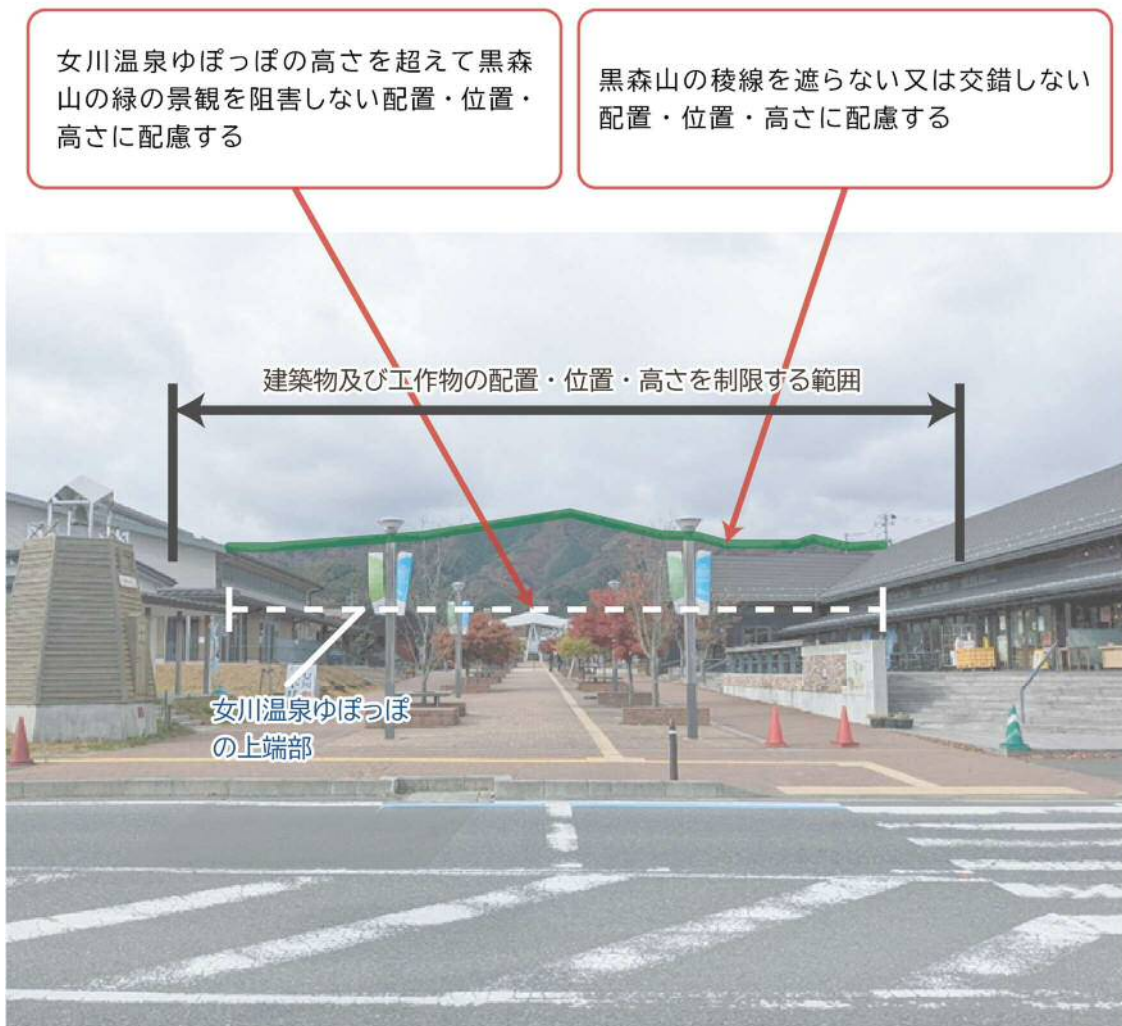 女川温泉ゆぽっぽの高さを超えて黒森
山の緑の景観を阻害しない配置・位置・
高さに配慮する
黒森山の稜線を遮らない又は交錯しない
配置・位置・高さに配慮する
建築物及び工作物の配置・位置・高さを制限する範囲
女川温泉ゆぽっぽ
の上端部